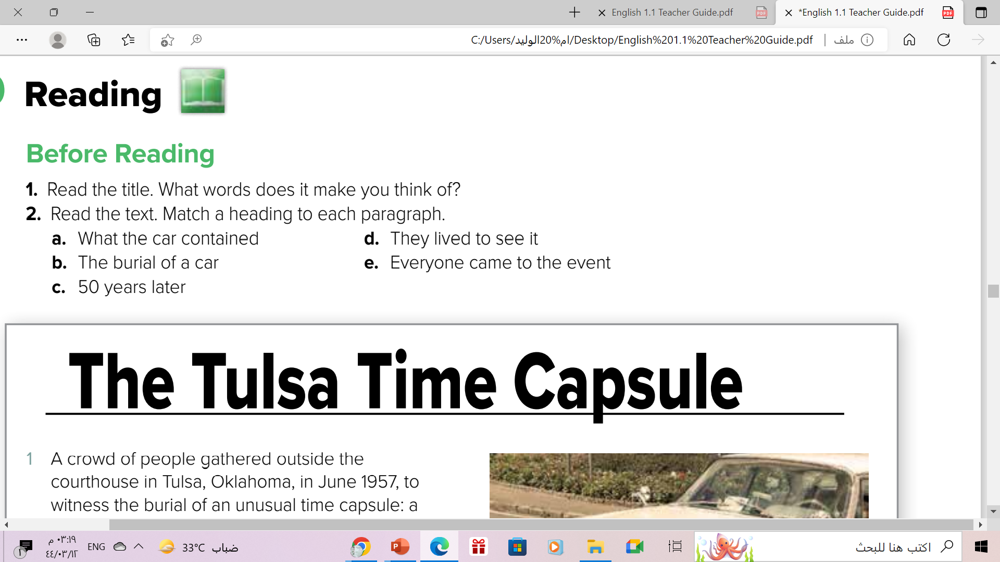 English 1.1 Teacher Guide.pdf
PDF
*English 1.1 Teacher Guide.pdf
PDF
C:/Users/ام%20الوليد/Desktop/English%201.1%20Teacher%20Guide.pdf
ملف
Reading
Before Reading
1. Read the title. What words does it make you think of?
2. Read the text. Match a heading to each paragraph.
a. What the car contained
b. The burial of a car
c. 50 years later
d. They lived to see it
e. Everyone came to the event
The Tulsa Time Capsule
1 A crowd of people gathered outside the
courthouse in Tulsa, Oklahoma, in June 1957, to
witness the burial of an unusual time capsule: a
١
٠٣:١٩ م
٤٤/٠٣/١٢
ENG
33°C ضباب
P
اكتب هنا للبحث